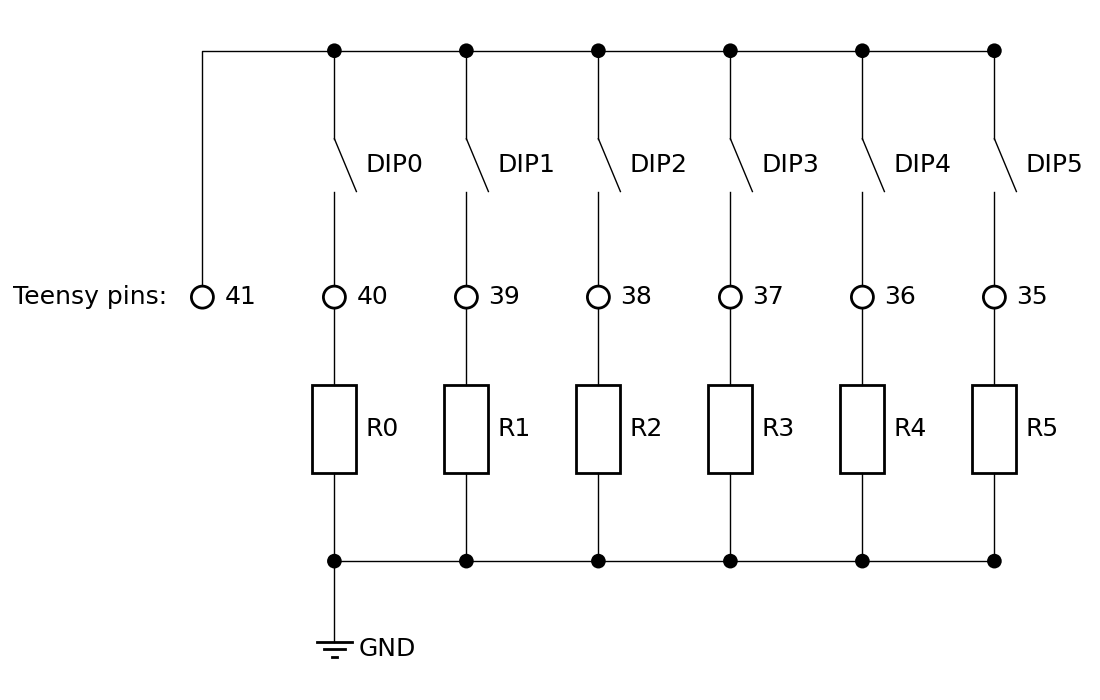 DIP0 DIP1 DIP2 DIP3 DIP4 DIP5
Teensy pins: 41 40 39 38 37 36 35
R0 R1 R2 R3 R4 R5
GND